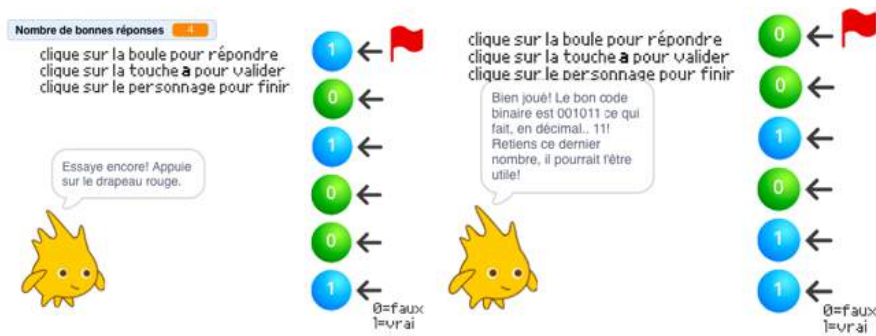 Nombre de bonnes réponses 4
clique sur la boule pour répondre
clique sur la touche a pour valider
clique sur le personnage pour finir
Essaye encore! Appuie
sur le drapeau rouge.
1
0
1
0
0
1
0=faux
1=vrai
clique sur la boule pour répondre
clique sur la touche a pour valider
clique sur le personnage pour finir
Bien joué! Le bon code
binaire est 001011 ce qui
fait, en décimal.. 11!
Retiens ce dernier
nombre, il pourrait t'être
utile!
0
0
1
0
1
1
0=faux
1=vrai